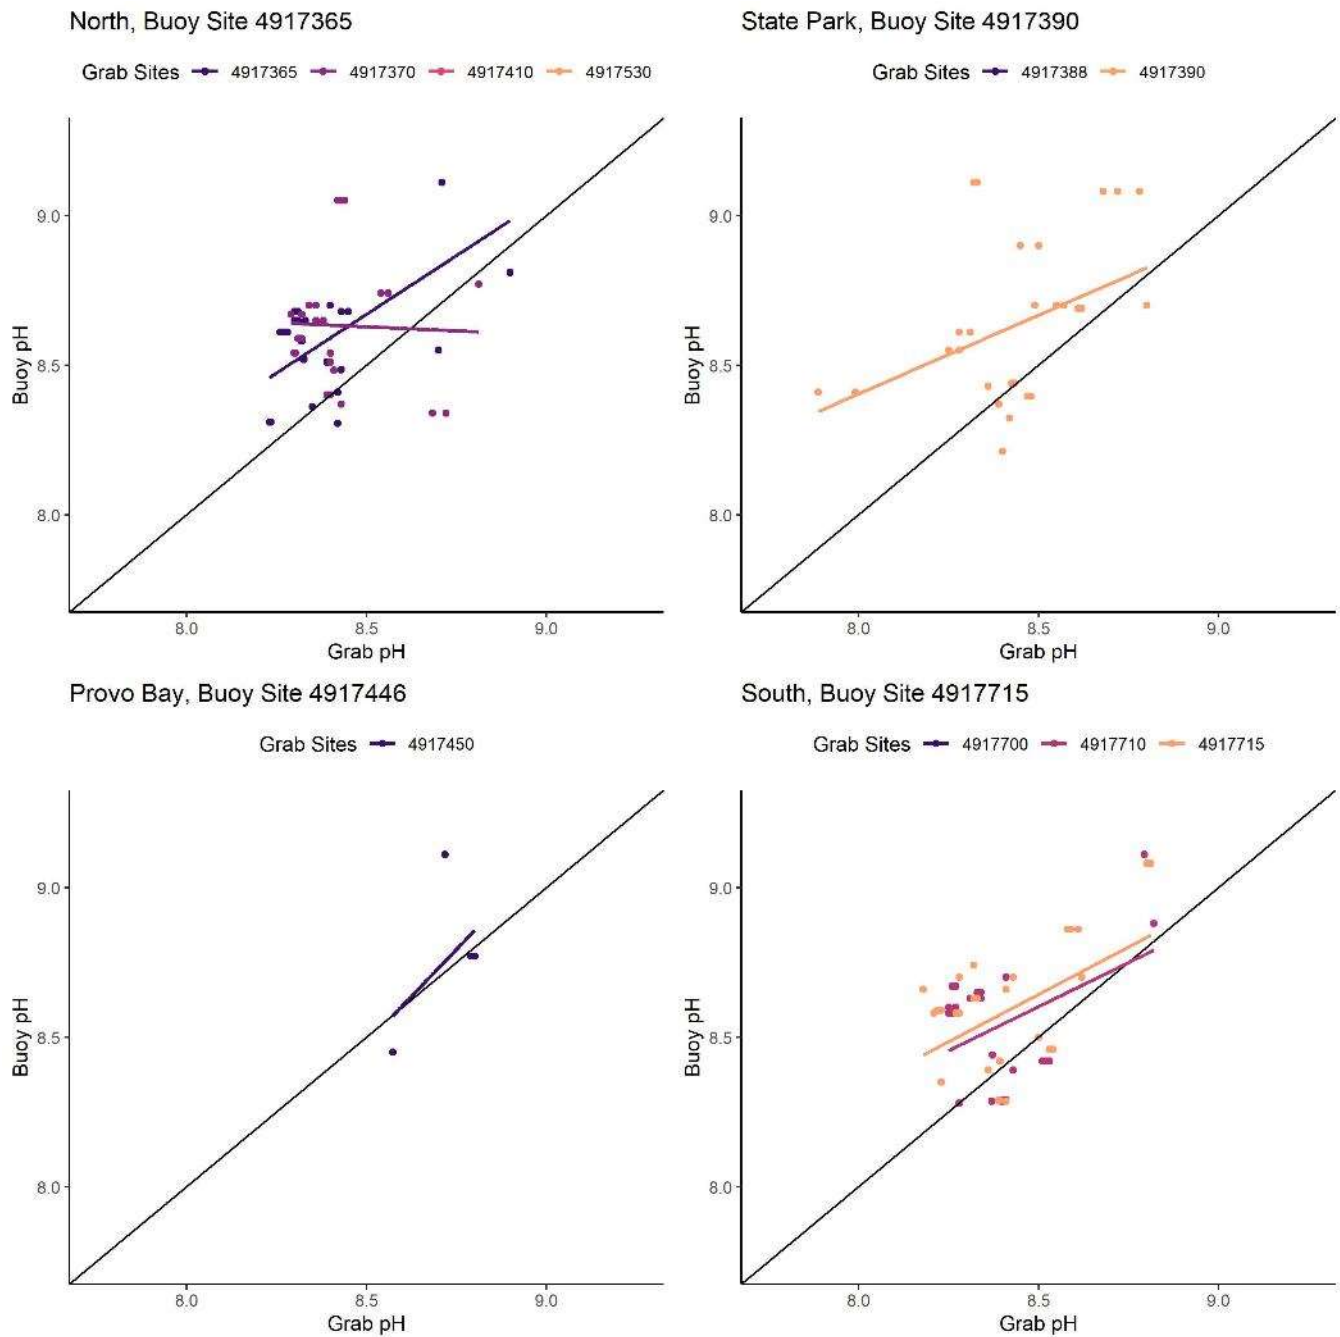 North, Buoy Site 4917365
Grab Sites 4917365 4917370 4917410 4917530
Buoy pH
9.0
8.5
8.0
8.0 8.5 9.0
Grab pH
State Park, Buoy Site 4917390
Grab Sites 4917388 4917390
Buoy pH
9.0
8.5
8.0
8.0 8.5 9.0
Grab pH
Provo Bay, Buoy Site 4917446
Grab Sites 4917450
Buoy pH
9.0
8.5
8.0
8.0 8.5 9.0
Grab pH
South, Buoy Site 4917715
Grab Sites 4917700 4917710 4917715
Buoy pH
9.0
8.5
8.0
8.0 8.5 9.0
Grab pH